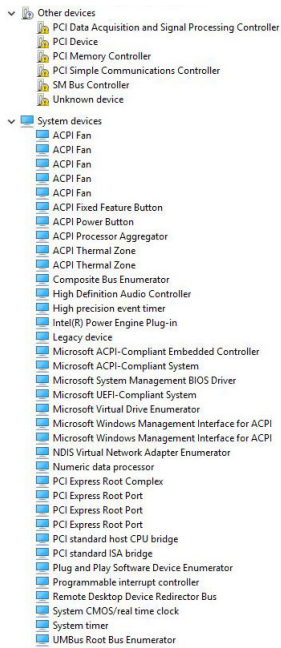 Other devices
PCI Data Acquisition and Signal Processing Controller
PCI Device
PCI Memory Controller
PCI Simple Communications Controller
SM Bus Controller
Unknown device
System devices
ACPI Fan
ACPI Fan
ACPI Fan
ACPI Fan
ACPI Fan
ACPI Fixed Feature Button
ACPI Power Button
ACPI Processor Aggregator
ACPI Thermal Zone
ACPI Thermal Zone
Composite Bus Enumerator
High Definition Audio Controller
High precision event timer
Intel(R) Power Engine Plug-in
Legacy device
Microsoft ACPI-Compliant Embedded Controller
Microsoft ACPI-Compliant System
Microsoft System Management BIOS Driver
Microsoft UEFI-Compliant System
Microsoft Virtual Drive Enumerator
Microsoft Windows Management Interface for ACPI
Microsoft Windows Management Interface for ACPI
NDIS Virtual Network Adapter Enumerator
Numeric data processor
PCI Express Root Complex
PCI Express Root Port
PCI Express Root Port
PCI Express Root Port
PCI standard host CPU bridge
PCI standard ISA bridge
Plug and Play Software Device Enumerator
Programmable interrupt controller
Remote Desktop Device Redirector Bus
System CMOS/real time clock
System timer
UMBus Root Bus Enumerator